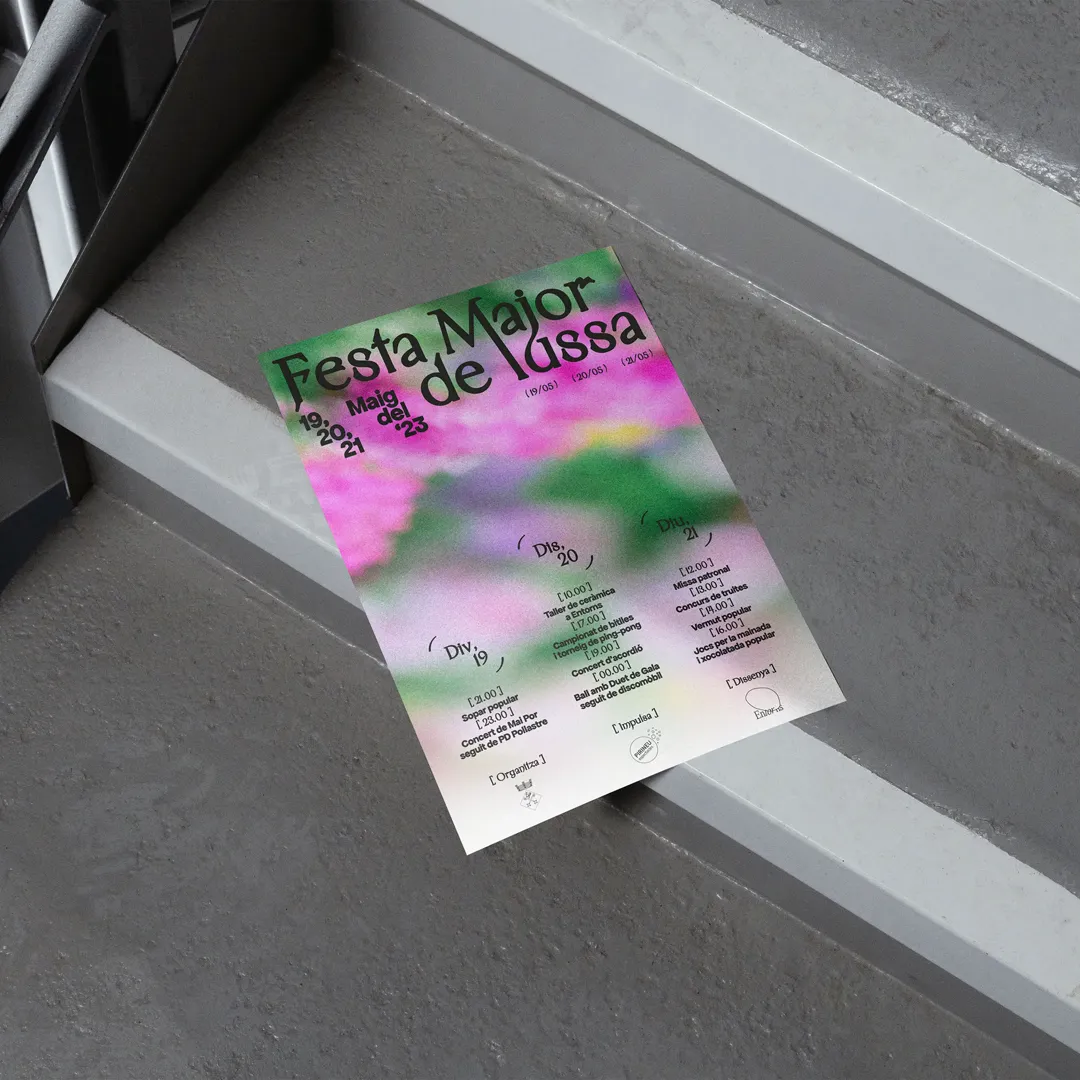 Festa Major
de lussa
19,
20,
21
Maig
del
‘23
(19/05)
(20/05)
(21/05)
Div,
19
[21.00]
Sopar popular
[23.00]
Concert de Mal Por
seguit de PD Pollastre
Dis,
20
[10.00]
Taller de ceràmica
a Entorns
[17.00]
Campionat de bitlles
i torneig de ping-pong
[19.00]
Concert d'acordió
[00.00]
Ball amb Duet de Gala
seguit de discomòbil
Diu,
21
[12.00]
Missa patronal
[13.00]
Concurs de truites
[14.00]
Vermut popular
[16.00]
Jocs per la mainada
i xocolatada popular
[Organitza]
[Impulsa]
PIRINEU
[Dissenya]
Entorns